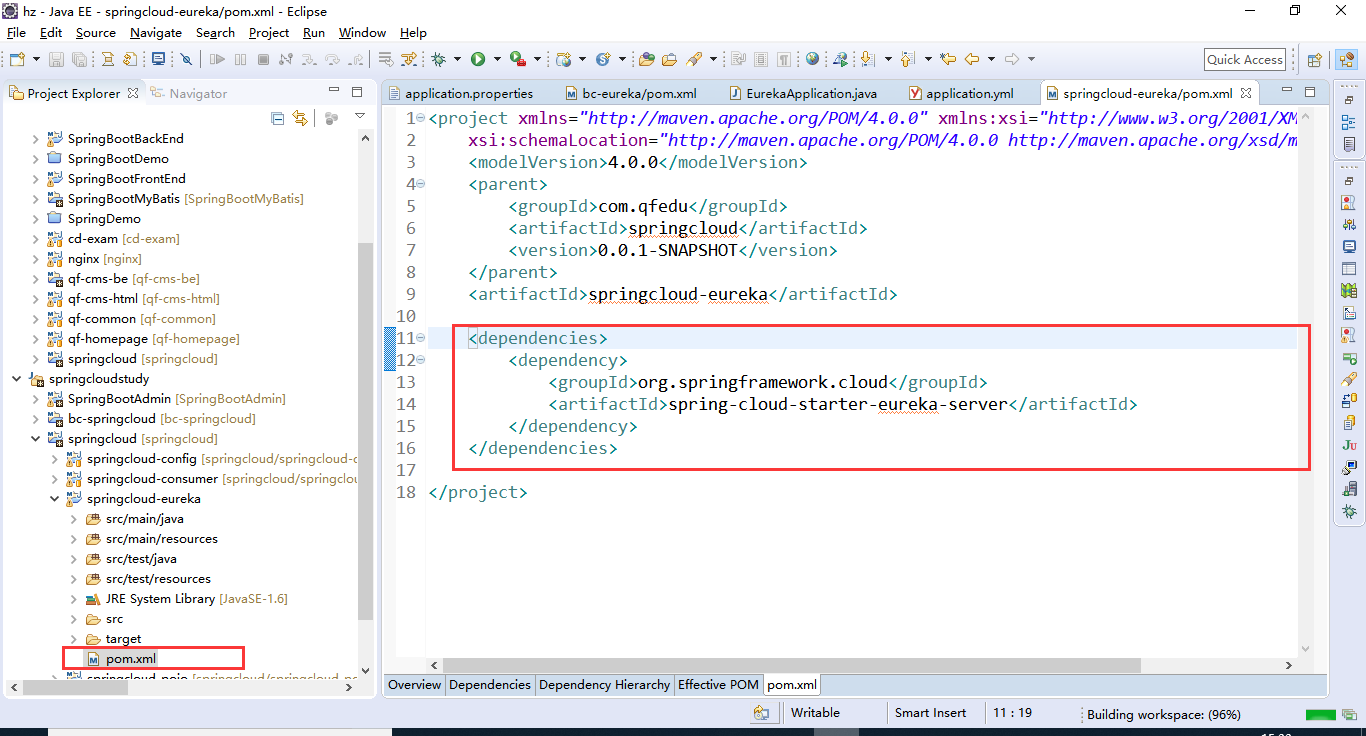 hz - Java EE - springcloud-eureka/pom.xml - Eclipse
File Edit Source Navigate Search Project Run Window Help
Quick Access
Project Explorer Navigator
SpringBootBackEnd
SpringBootDemo
SpringBootFrontEnd
SpringBootMyBatis [SpringBootMyBatis]
SpringDemo
cd-exam [cd-exam]
nginx [nginx]
qf-cms-be [qf-cms-be]
qf-cms-html [qf-cms-html]
qf-common [qf-common]
qf-homepage [qf-homepage]
springcloud [springcloud]
springcloudstudy
SpringBootAdmin [SpringBootAdmin]
bc-springcloud [bc-springcloud]
springcloud [springcloud]
springcloud-config [springcloud/springcloud-c
springcloud-consumer [springcloud/springclou
springcloud-eureka
src/main/java
src/main/resources
src/test/java
src/test/resources
JRE System Library [JavaSE-1.6]
src
target
pom.xml
application.properties bc-eureka/pom.xml EurekaApplication.java application.yml springcloud-eureka/pom.xml
1 <project xmlns="http://maven.apache.org/POM/4.0.0" xmlns:xsi="http://www.w3.org/2001/XM
2 xsi:schemaLocation="http://maven.apache.org/POM/4.0.0 http://maven.apache.org/xsd/m
3 <modelVersion>4.0.0</modelVersion>
4 <parent>
5 <groupId>com.qfedu</groupId>
6 <artifactId>springcloud</artifactId>
7 <version>0.0.1-SNAPSHOT</version>
8 </parent>
9 <artifactId>springcloud-eureka</artifactId>
10
11 <dependencies>
12 <dependency>
13 <groupId>org.springframework.cloud</groupId>
14 <artifactId>spring-cloud-starter-eureka-server</artifactId>
15 </dependency>
16 </dependencies>
17
18 </project>
Overview Dependencies Dependency Hierarchy Effective POM pom.xml
Writable Smart Insert 11 : 19 Building workspace: (96%)